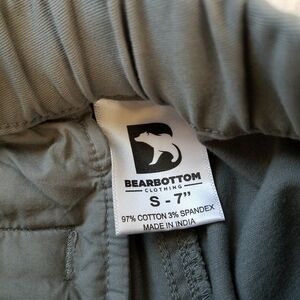 BEARBOTTOM
CLOTHING
S - 7"
97% COTTON 3% SPANDEX
MADE IN INDIA